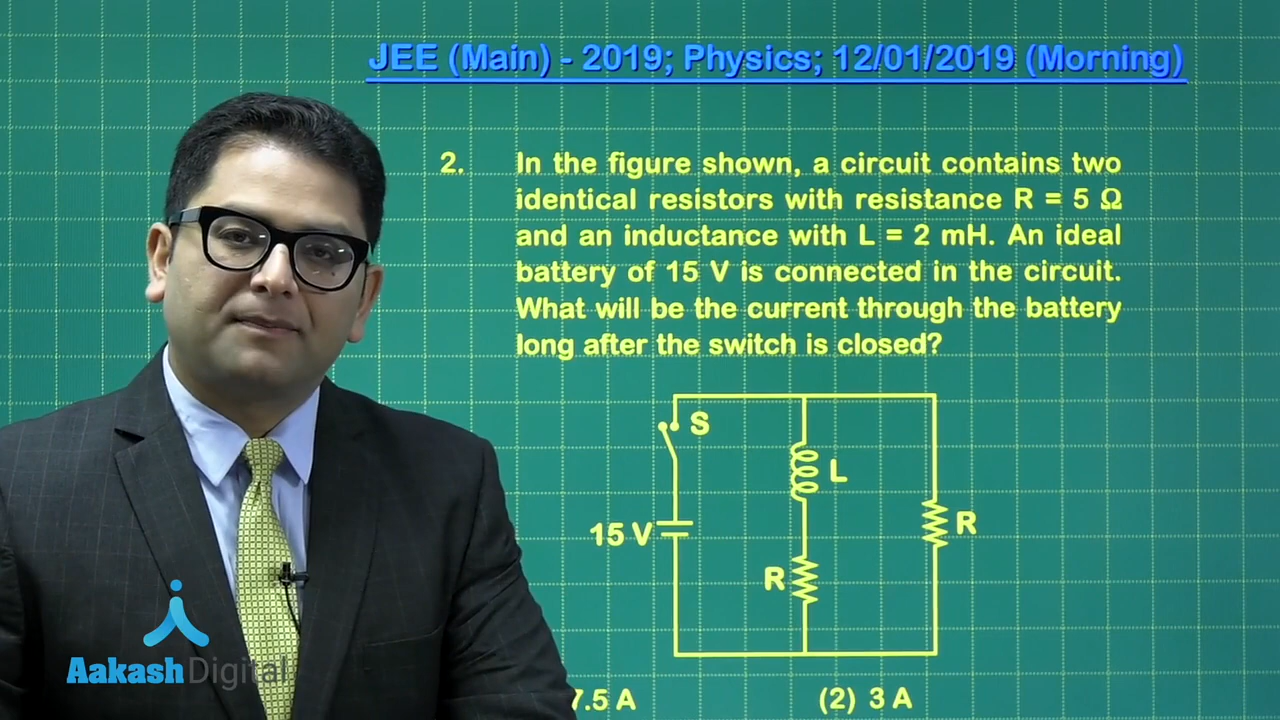 JEE (Main) - 2019; Physics; 12/01/2019 (Morning)
2. In the figure shown, a circuit contains two
identical resistors with resistance R = 5 Ω
and an inductance with L = 2 mH. An ideal
battery of 15 V is connected in the circuit.
What will be the current through the battery
long after the switch is closed?
S
L
15 V
R
R
7.5 A (2) 3 A
Aakash Digital